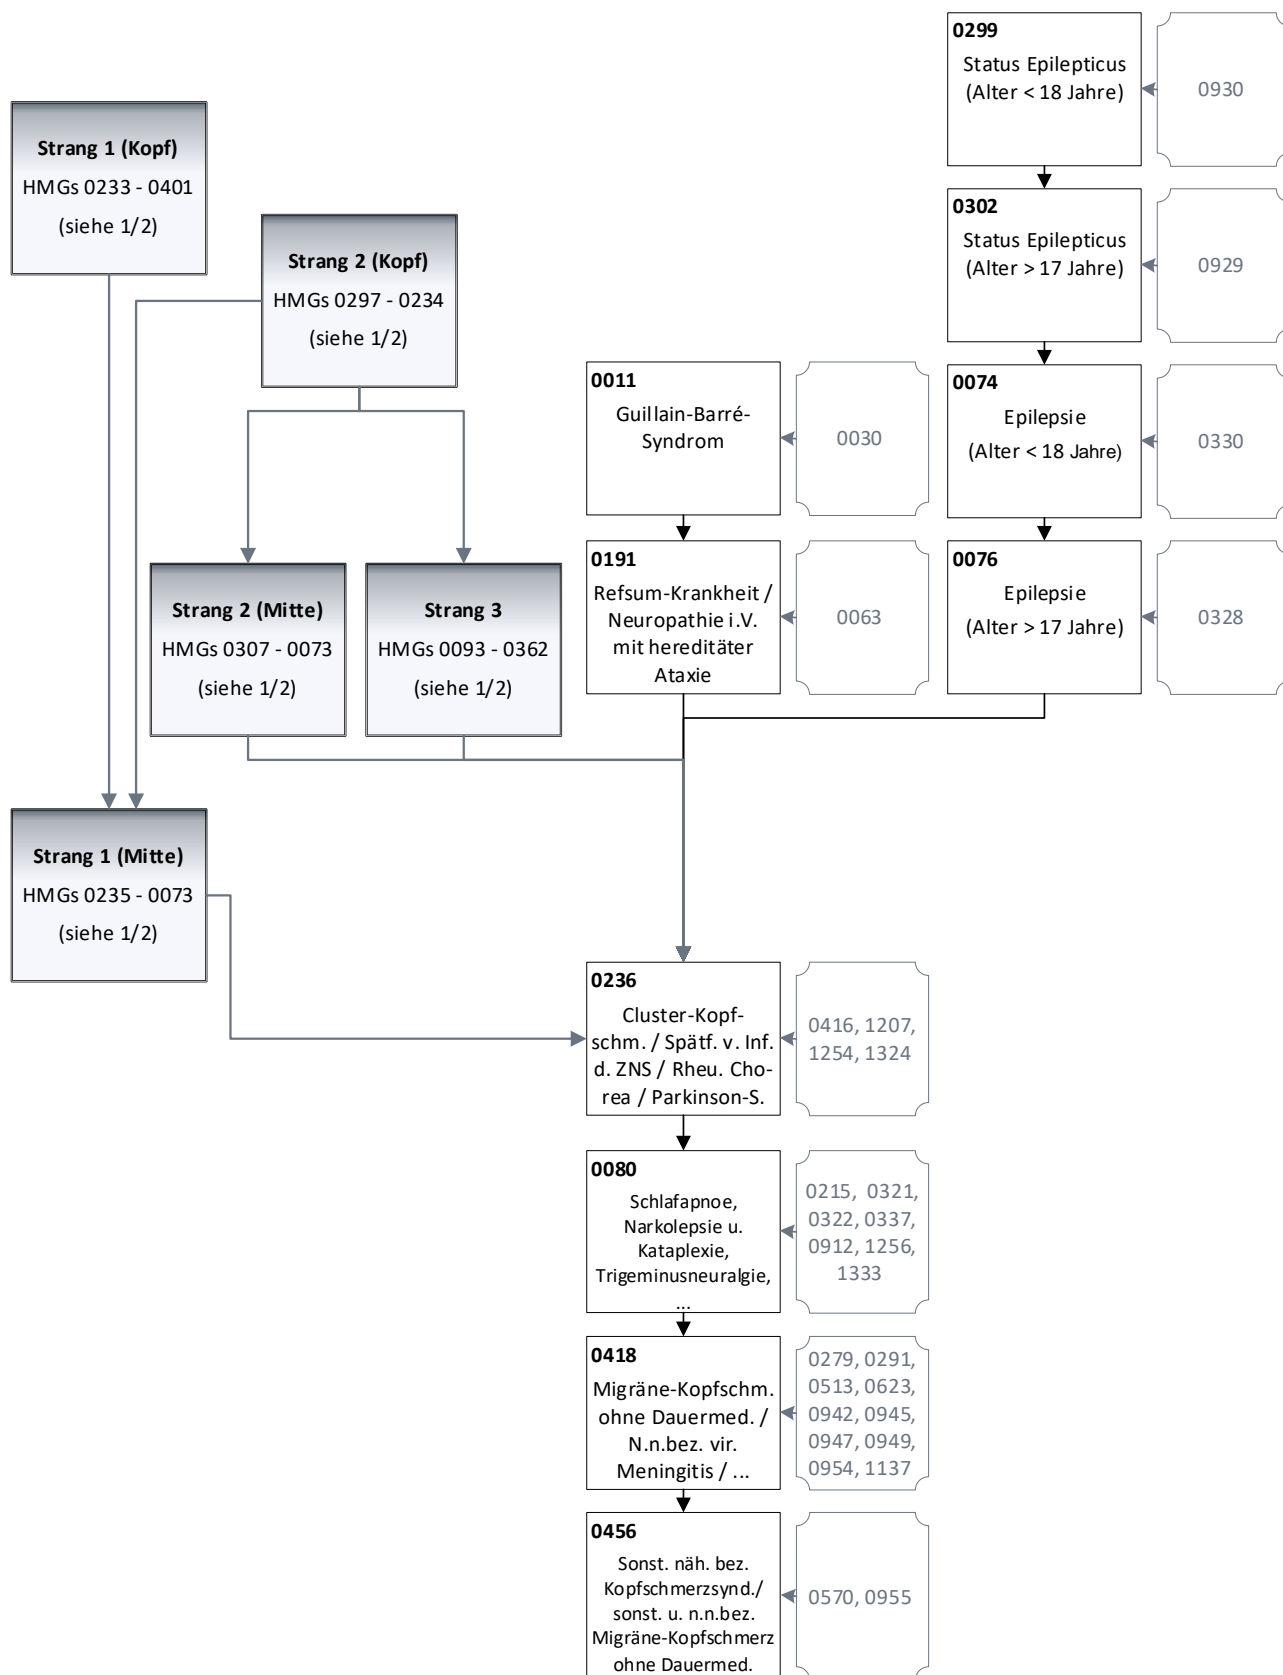 0299
Status Epilepticus
(Alter < 18 Jahre)
0930
Strang 1 (Kopf)
HMGs 0233 - 0401
(siehe 1/2)
0302
Status Epilepticus
(Alter > 17 Jahre)
0929
Strang 2 (Kopf)
HMGs 0297 - 0234
(siehe 1/2)
0011
Guillain-Barré-
Syndrom
0030
0074
Epilepsie
(Alter < 18 Jahre)
0330
Strang 2 (Mitte)
HMGs 0307 - 0073
(siehe 1/2)
Strang 3
HMGs 0093 - 0362
(siehe 1/2)
0191
Refsum-Krankheit /
Neuropathie i.V.
mit hereditäter
Ataxie
0063
0076
Epilepsie
(Alter > 17 Jahre)
0328
Strang 1 (Mitte)
HMGs 0235 - 0073
(siehe 1/2)
0236
Cluster-Kopf-
schm. / Spätf. v. Inf.
d. ZNS / Rheu. Cho-
rea / Parkinson-S.
0416, 1207,
1254, 1324
0080
Schlafapnoe,
Narkolepsie u.
Kataplexie,
Trigeminusneuralgie,
...
0215, 0321,
0322, 0337,
0912, 1256,
1333
0418
Migräne-Kopfschm.
ohne Dauermed. /
N.n.bez. vir.
Meningitis / ...
0279, 0291,
0513, 0623,
0942, 0945,
0947, 0949,
0954, 1137
0456
Sonst. näh. bez.
Kopfschmerzsynd./
sonst. u. n.n.bez.
Migräne-Kopfschmerz
ohne Dauermed.
0570, 0955